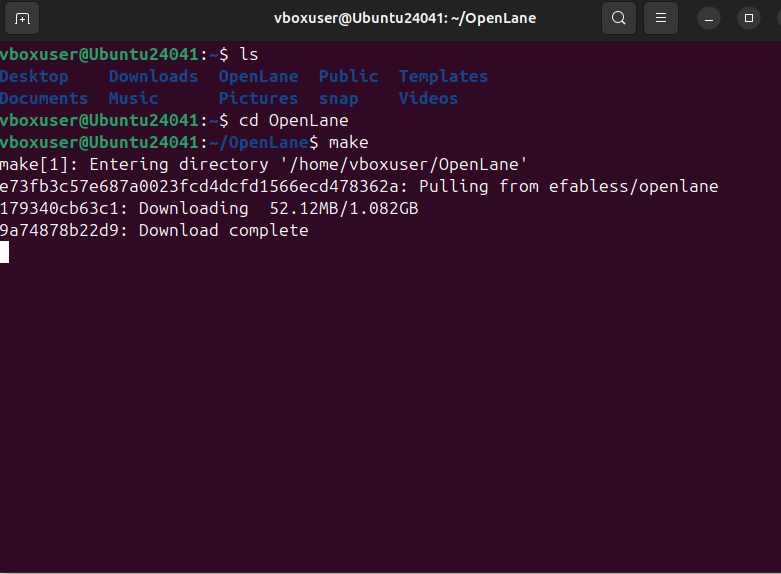 vboxuser@Ubuntu24041: ~/OpenLane
vboxuser@Ubuntu24041:~$ ls
Desktop    Downloads  OpenLane  Public  Templates
Documents  Music      Pictures  snap    Videos
vboxuser@Ubuntu24041:~$ cd OpenLane
vboxuser@Ubuntu24041:~/OpenLane$ make
make[1]: Entering directory '/home/vboxuser/OpenLane'
e73fb3c57e687a0023fcd4dcfd1566ecd478362a: Pulling from efabless/openlane
179340cb63c1: Downloading  52.12MB/1.082GB
9a74878b22d9: Download complete